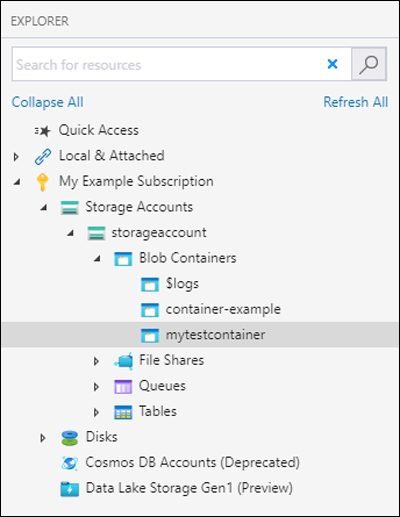 EXPLORER
Search for resources
Collapse All Refresh All
Quick Access
Local & Attached
My Example Subscription
Storage Accounts
storageaccount
Blob Containers
$logs
container-example
mytestcontainer
File Shares
Queues
Tables
Disks
Cosmos DB Accounts (Deprecated)
Data Lake Storage Gen1 (Preview)